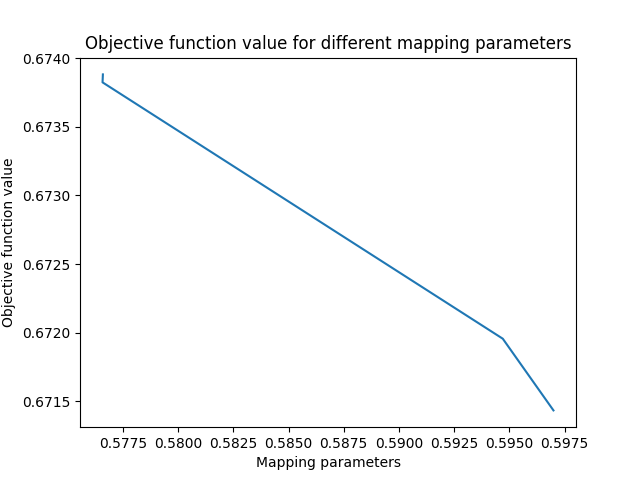 Objective function value for different mapping parameters
0.6740
0.6735
0.6730
0.6725
0.6720
0.6715
Objective function value
0.5775 0.5800 0.5825 0.5850 0.5875 0.5900 0.5925 0.5950 0.5975
Mapping parameters